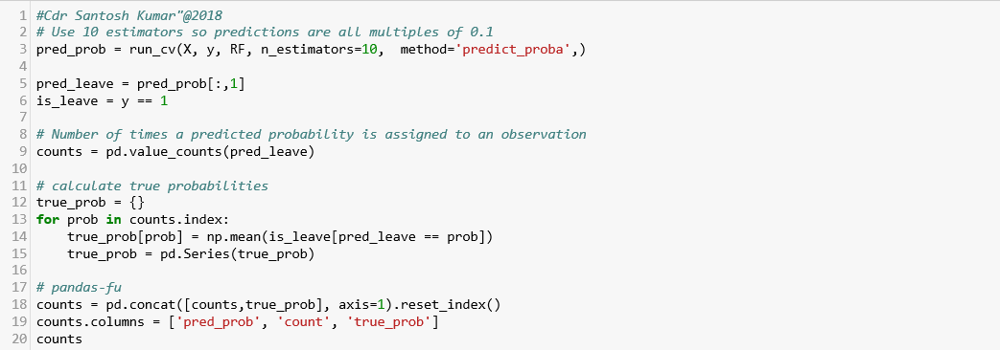 1 #Cdr Santosh Kumar"@2018
2 # Use 10 estimators so predictions are all multiples of 0.1
3 pred_prob = run_cv(X, y, RF, n_estimators=10,  method='predict_proba',)
4
5 pred_leave = pred_prob[:,1]
6 is_leave = y == 1
7
8 # Number of times a predicted probability is assigned to an observation
9 counts = pd.value_counts(pred_leave)
10
11 # calculate true probabilities
12 true_prob = {}
13 for prob in counts.index:
14     true_prob[prob] = np.mean(is_leave[pred_leave == prob])
15     true_prob = pd.Series(true_prob)
16
17 # pandas-fu
18 counts = pd.concat([counts,true_prob], axis=1).reset_index()
19 counts.columns = ['pred_prob', 'count', 'true_prob']
20 counts